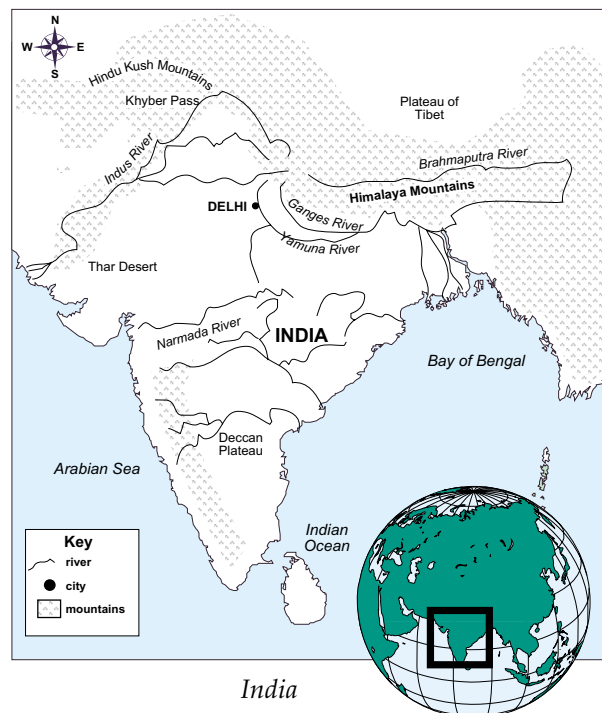 N
W E
S
Hindu Kush Mountains
Khyber Pass
Plateau of
Tibet
Indus River
Brahmaputra River
Himalaya Mountains
DELHI
Ganges River
Yamuna River
Thar Desert
Narmada River
INDIA
Bay of Bengal
Deccan
Plateau
Arabian Sea
Indian
Ocean
Key
river
city
mountains
India